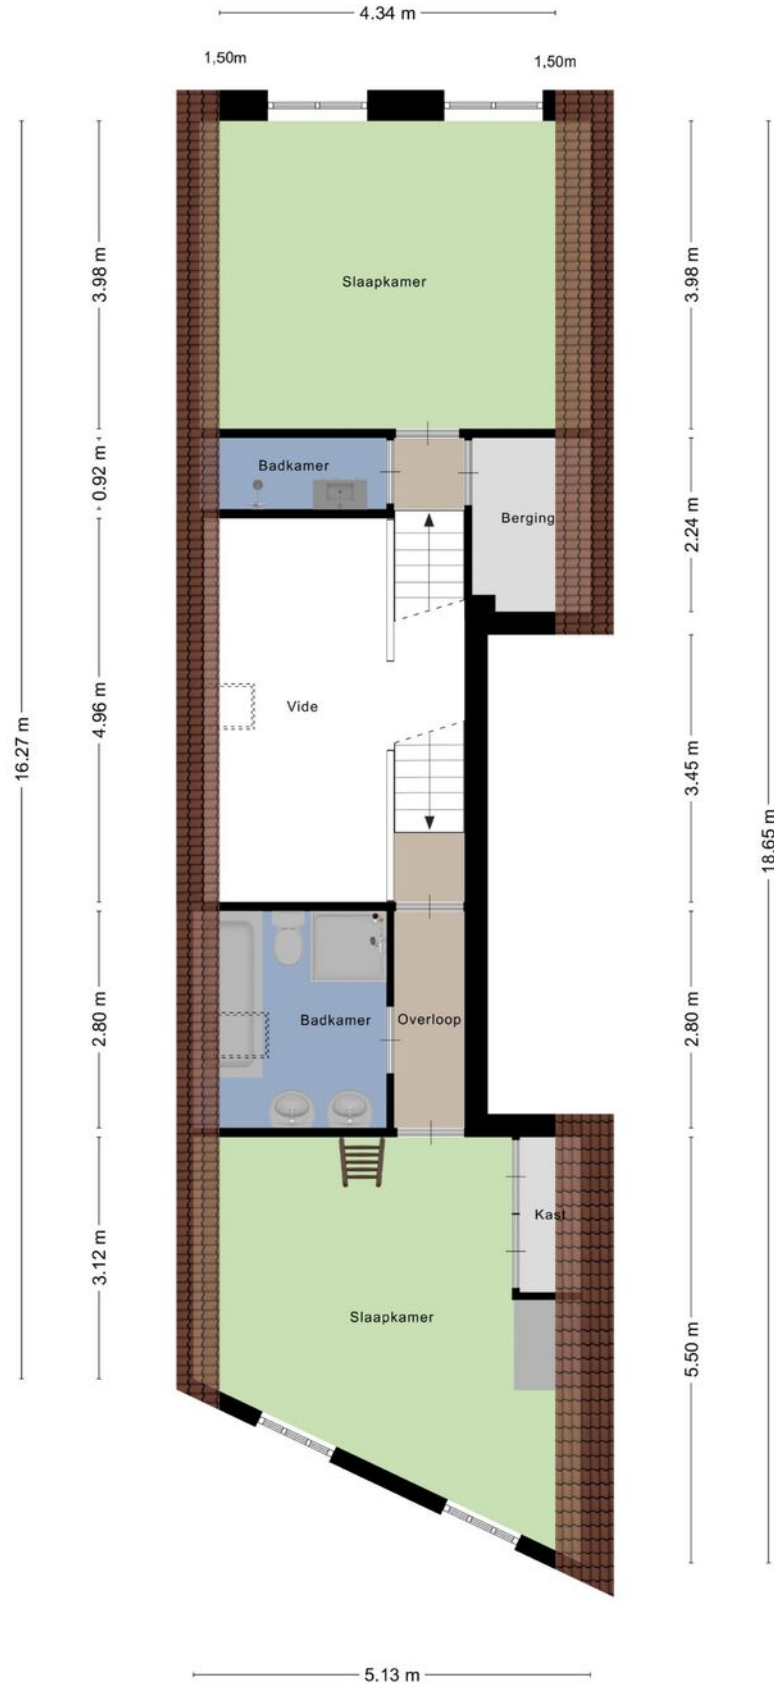 4.34 m
1,50m
1,50m
3.98 m
3.98 m
Slaapkamer
Badkamer
0.92 m
Berging
2.24 m
Vide
4.96 m
16.27 m
3.45 m
18.65 m
2.80 m
Badkamer
Overloop
2.80 m
Kast
3.12 m
Slaapkamer
5.50 m
5.13 m